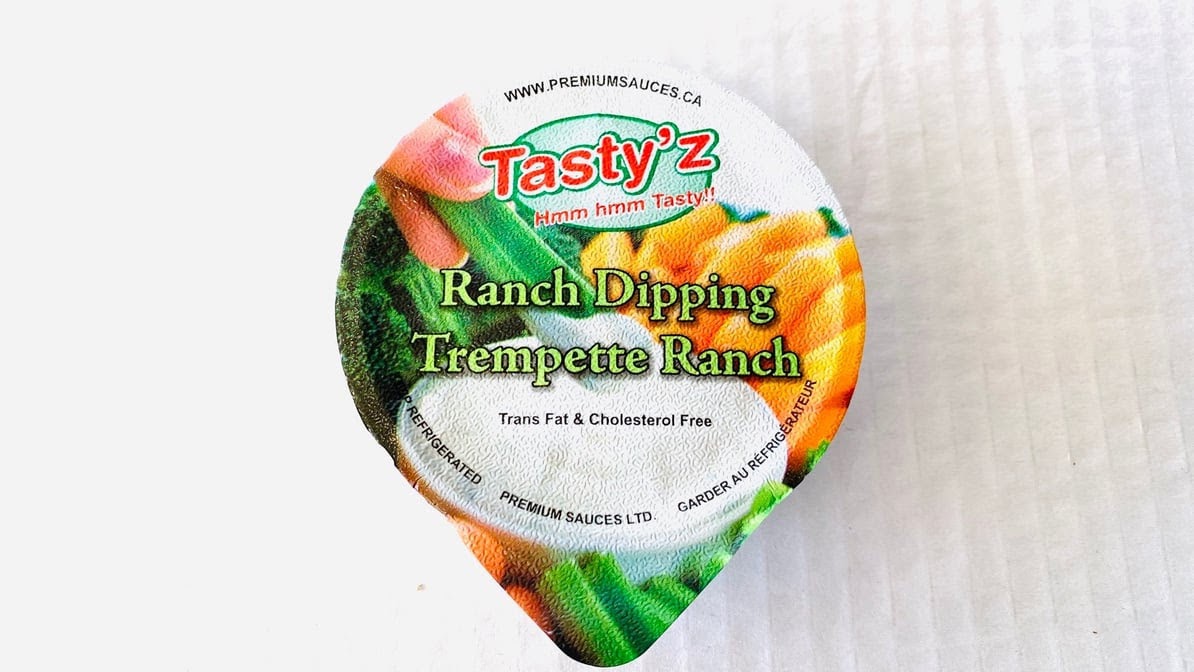 WWW.PREMIUMSAUCES.CA
Tasty'z
Hmm hmm Tasty!!
Ranch Dipping
Trempette Ranch
Trans Fat & Cholesterol Free
REFRIGERATED
PREMIUM SAUCES LTD.
GARDER AU RÉFRIGÉRATEUR